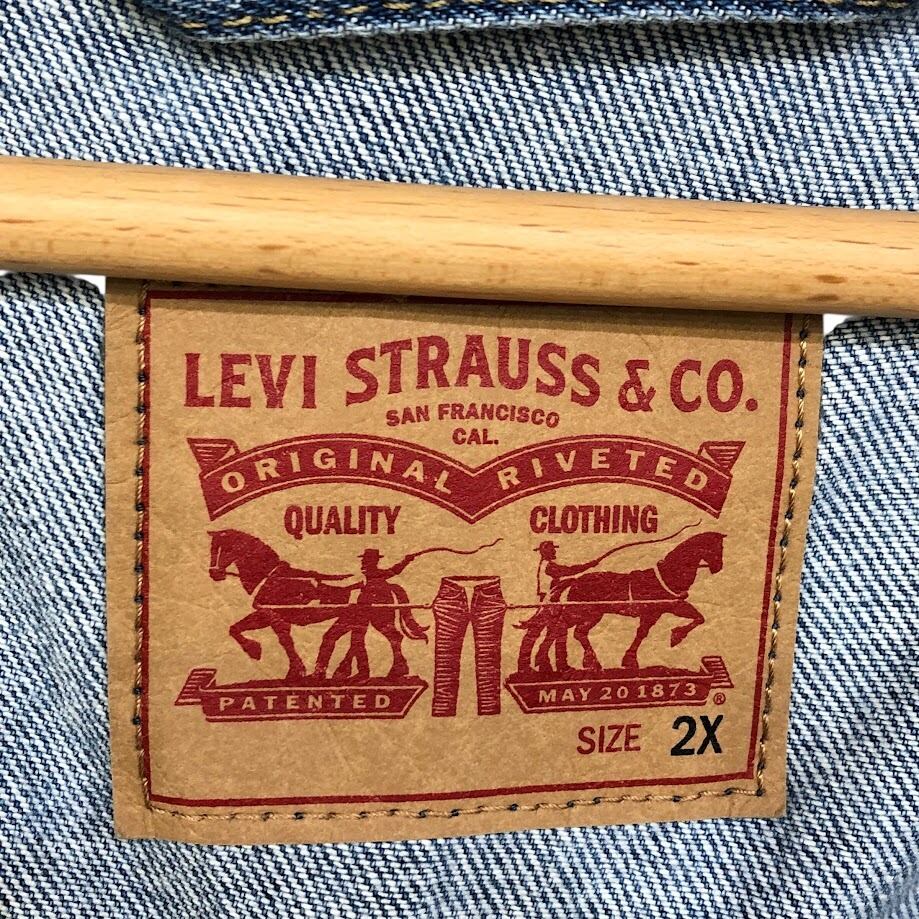 LEVI STRAUSS & CO.
SAN FRANCISCO
CAL.
ORIGINAL RIVETED
QUALITY CLOTHING
PATENTED MAY 20 1873 ®
SIZE 2X